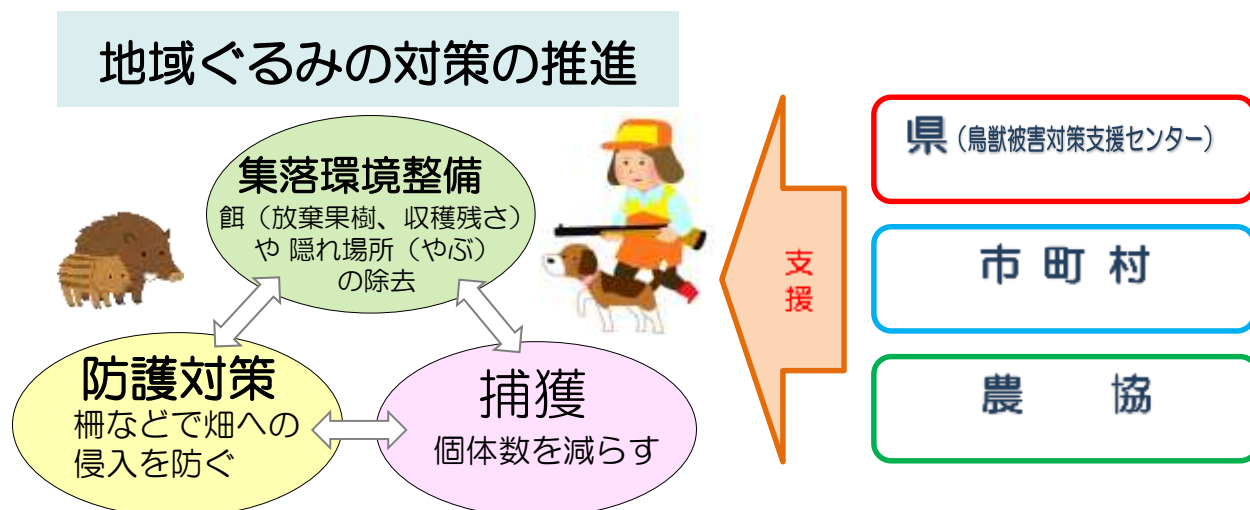 地域ぐるみの対策の推進
集落環境整備
餌（放棄果樹、収穫残さ）
や 隠れ場所（やぶ）
の除去
防護対策
柵などで畑への
侵入を防ぐ
捕獲
個体数を減らす
支
援
県（鳥獣被害対策支援センター）
市 町 村
農　　協